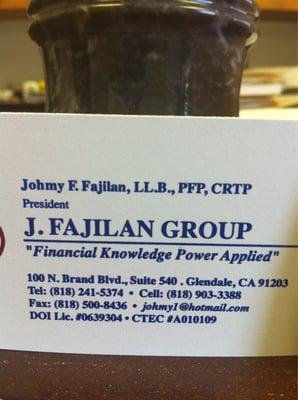 Johmy F. Fajilan, LL.B., PFP, CRTP
President
J. FAJILAN GROUP
"Financial Knowledge Power Applied"
100 N. Brand Blvd., Suite 540 . Glendale, CA 91203
Tel: (818) 241-5374 • Cell: (818) 903-3388
Fax: (818) 500-8436 • johmy1@hotmail.com
DOI Lic. #0639304 • CTEC #A010109